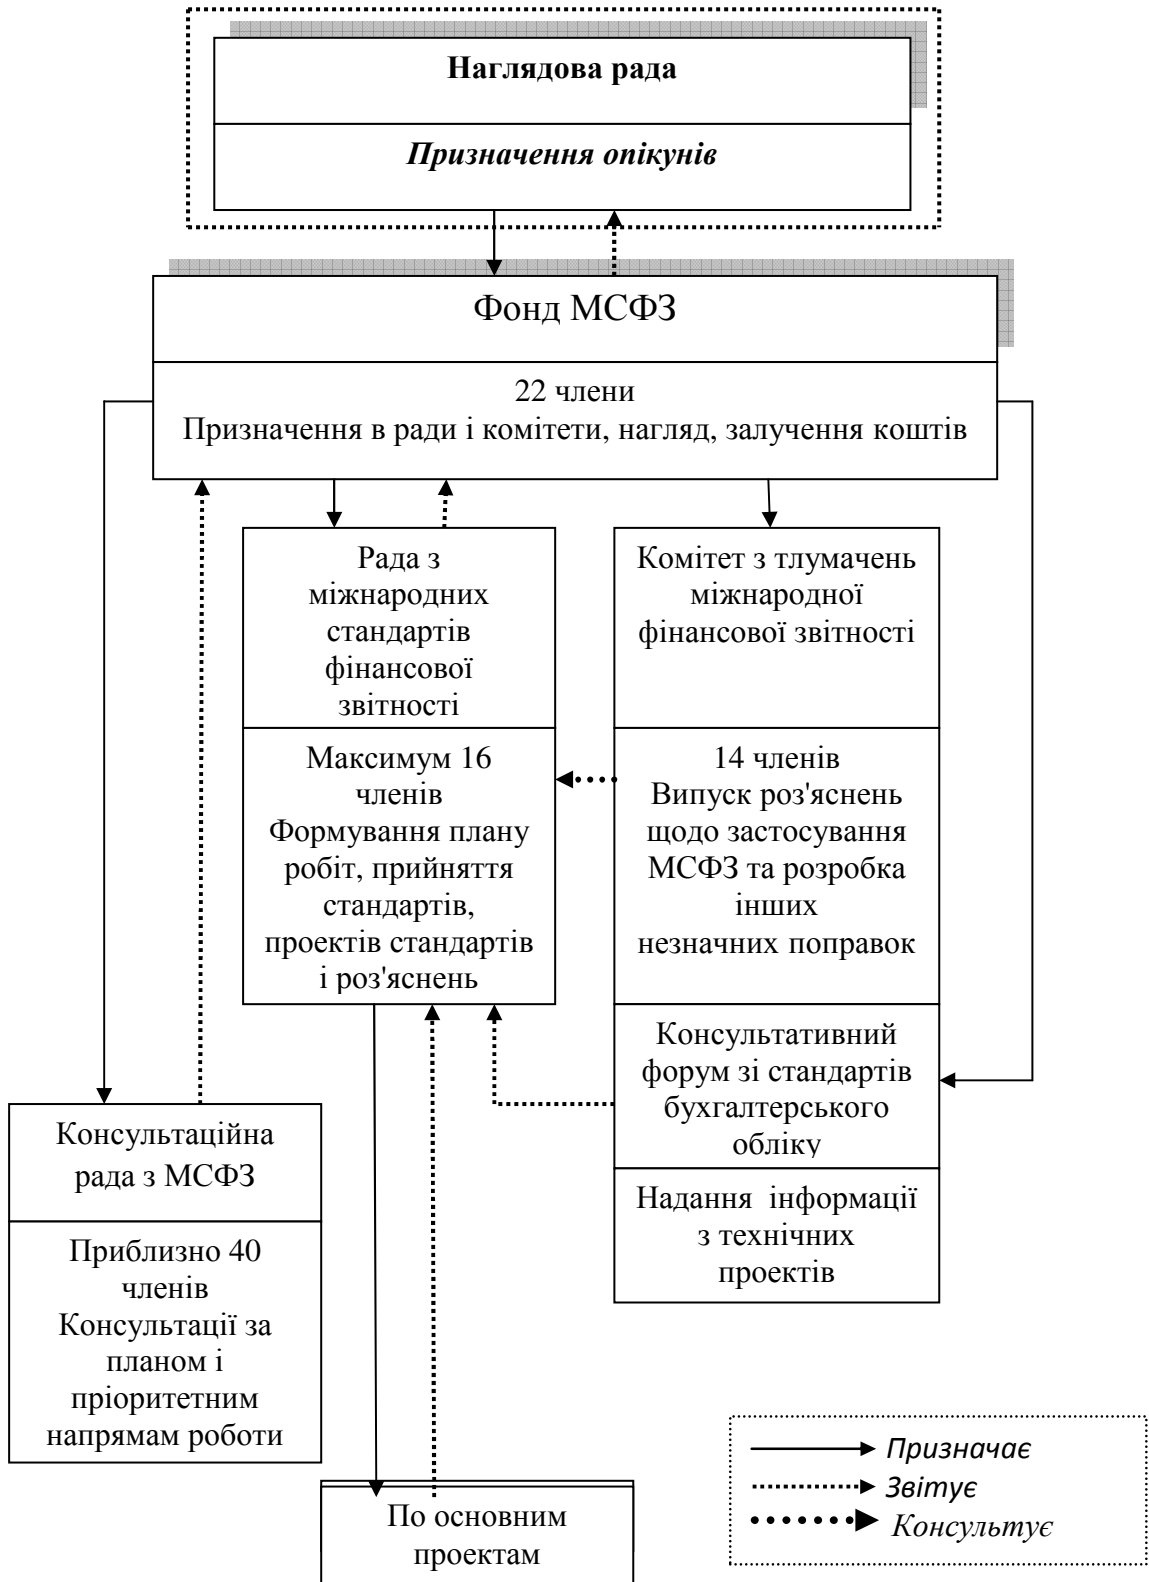 Наглядова рада
Призначення опікунів
Фонд МСФЗ
22 члени
Призначення в ради і комітети, нагляд, залучення коштів
Рада з
міжнародних
стандартів
фінансової
звітності
Максимум 16
членів
Формування плану
робіт, прийняття
стандартів,
проектів стандартів
і роз'яснень
Комітет з тлумачень
міжнародної
фінансової звітності
14 членів
Випуск роз'яснень
щодо застосування
МСФЗ та розробка
інших
незначних поправок
Консультативний
форум зі стандартів
бухгалтерського
обліку
Надання інформації
з технічних
проектів
Консультаційна
рада з МСФЗ
Приблизно 40
членів
Консультації за
планом і
пріоритетним
напрямам роботи
По основним
проектам
Призначає
Звітує
Консультує